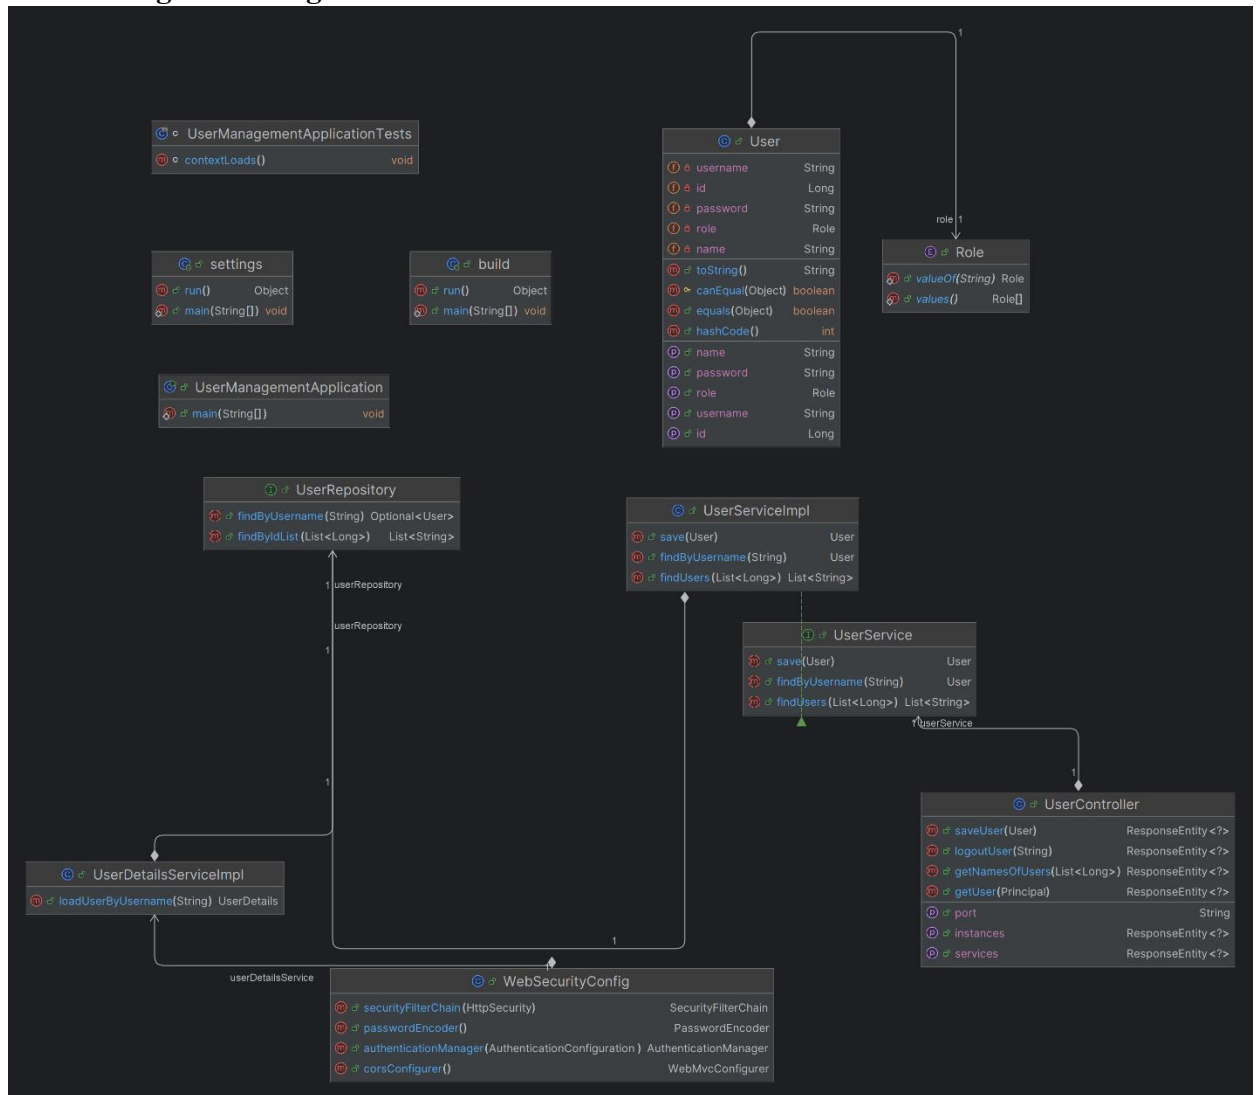 1
UserManagementApplicationTests
contextLoads() void
User
username String
id Long
password String
role Role
name String
toString() String
canEqual(Object) boolean
equals(Object) boolean
hashCode() int
name String
password String
role Role
username String
id Long
role 1
Role
valueOf(String) Role
values() Role[]
settings
run() Object
main(String[]) void
build
run() Object
main(String[]) void
UserManagementApplication
main(String[]) void
UserRepository
findByUsername(String) Optional<User>
findByIdList(List<Long>) List<String>
1 userRepository
userRepository
1
1
UserServiceImpl
save(User) User
findByUsername(String) User
findUsers(List<Long>) List<String>
UserService
save(User) User
findByUsername(String) User
findUsers(List<Long>) List<String>
1 userService
1
UserController
saveUser(User) ResponseEntity<?>
logoutUser(String) ResponseEntity<?>
getNamesOfUsers(List<Long>) ResponseEntity<?>
getUser(Principal) ResponseEntity<?>
port String
instances ResponseEntity<?>
services ResponseEntity<?>
UserDetailsServiceImpl
loadUserByUsername(String) UserDetails
1
userDetailsService
1
WebSecurityConfig
securityFilterChain(HttpSecurity) SecurityFilterChain
passwordEncoder() PasswordEncoder
authenticationManager(AuthenticationConfiguration) AuthenticationManager
corsConfigurer() WebMvcConfigurer